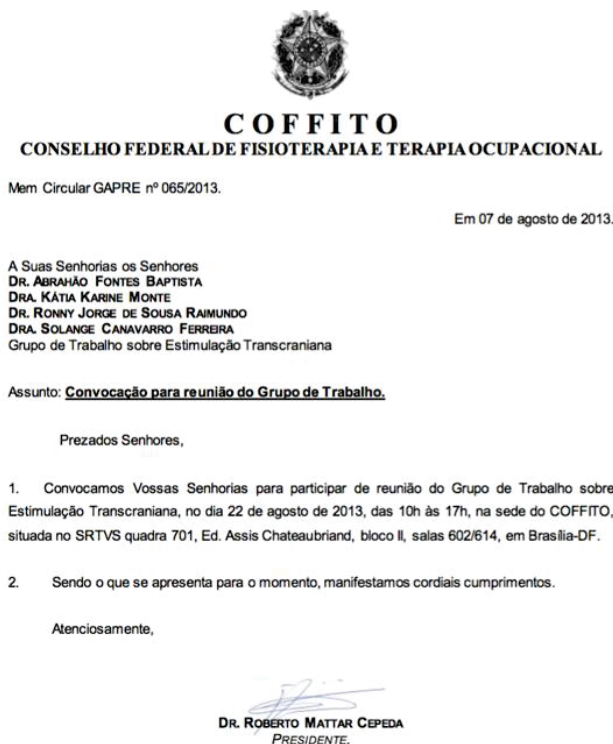 COFFITO
CONSELHO FEDERAL DE FISIOTERAPIA E TERAPIA OCUPACIONAL
Mem Circular GAPRE nº 065/2013.
Em 07 de agosto de 2013.
A Suas Senhorias os Senhores
DR. ABRAHÃO FONTES BAPTISTA
DRA. KÁTIA KARINE MONTE
DR. RONNY JORGE DE SOUSA RAIMUNDO
DRA. SOLANGE CANAVARRO FERREIRA
Grupo de Trabalho sobre Estimulação Transcraniana
Assunto: Convocação para reunião do Grupo de Trabalho.
Prezados Senhores,
1. Convocamos Vossas Senhorias para participar de reunião do Grupo de Trabalho sobre
Estimulação Transcraniana, no dia 22 de agosto de 2013, das 10h às 17h, na sede do COFFITO,
situada no SRTVS quadra 701, Ed. Assis Chateaubriand, bloco II, salas 602/614, em Brasília-DF.
2. Sendo o que se apresenta para o momento, manifestamos cordiais cumprimentos.
Atenciosamente,
DR. ROBERTO MATTAR CEPEDA
PRESIDENTE.